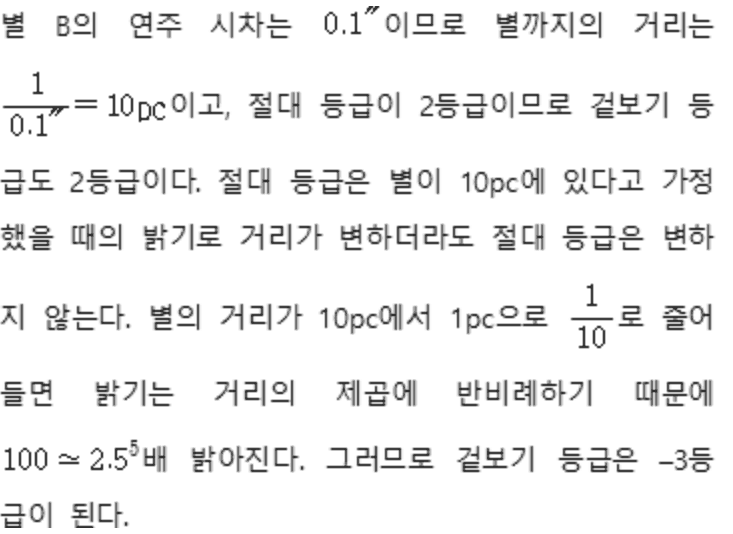 별 B의 연주 시차는 0.1″이므로 별까지의 거리는
1/0.1″ = 10pc이고, 절대 등급이 2등급이므로 겉보기 등
급도 2등급이다. 절대 등급은 별이 10pc에 있다고 가정
했을 때의 밝기로 거리가 변하더라도 절대 등급은 변하
지 않는다. 별의 거리가 10pc에서 1pc으로 1/10로 줄어
들면 밝기는 거리의 제곱에 반비례하기 때문에
100 ≃ 2.5⁵배 밝아진다. 그러므로 겉보기 등급은 –3등
급이 된다.